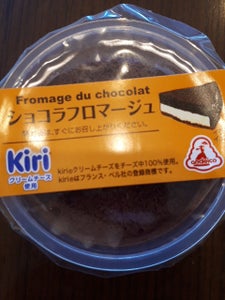 Fromage du chocolat
ショコラフロマージュ
Kiri
クリームチーズ
使用
kiriクリームチーズをチーズ中100%使用。
kiriはフランス・ベル社の登録商標です。